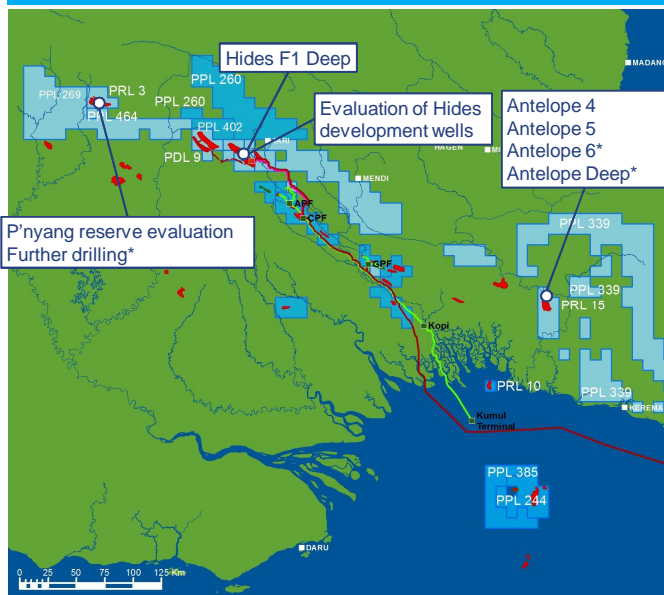 MADANG
Hides F1 Deep
PPL 260
PPL 269
PRL 3
PPL 464
PPL 260
PPL 402
Evaluation of Hides
development wells
Antelope 4
Antelope 5
Antelope 6*
Antelope Deep*
HAGEN
PDL 9
MENDI
P'nyang reserve evaluation
Further drilling*
APF
CPF
PPL 339
GPF
PPL 339
PRL 15
Kopi
PRL 10
PPL 339
KEREMA
Kumul
Terminal
PPL 385
PPL 244
DARU
0 25 50 75 100 125 Km